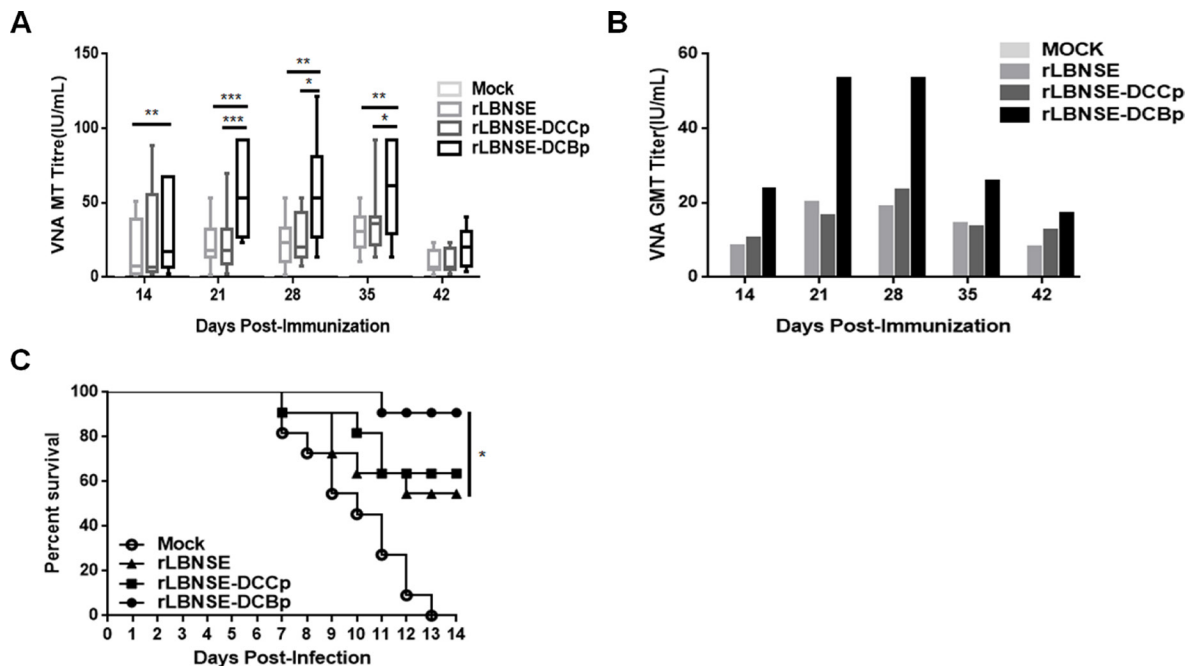 A
VNA MT Titre(IU/mL)
150
100
50
0
**
***
***
**
*
**
*
Mock
rLBNSE
rLBNSE-DCCp
rLBNSE-DCBp
14 21 28 35 42
Days Post-Immunization
B
VNA GMT Titer(IU/mL)
60
40
20
0
MOCK
rLBNSE
rLBNSE-DCCp
rLBNSE-DCBp
14 21 28 35 42
Days Post-Immunization
C
Percent survival
100
80
60
40
20
0
*
Mock
rLBNSE
rLBNSE-DCCp
rLBNSE-DCBp
0 1 2 3 4 5 6 7 8 9 10 11 12 13 14
Days Post-Infection